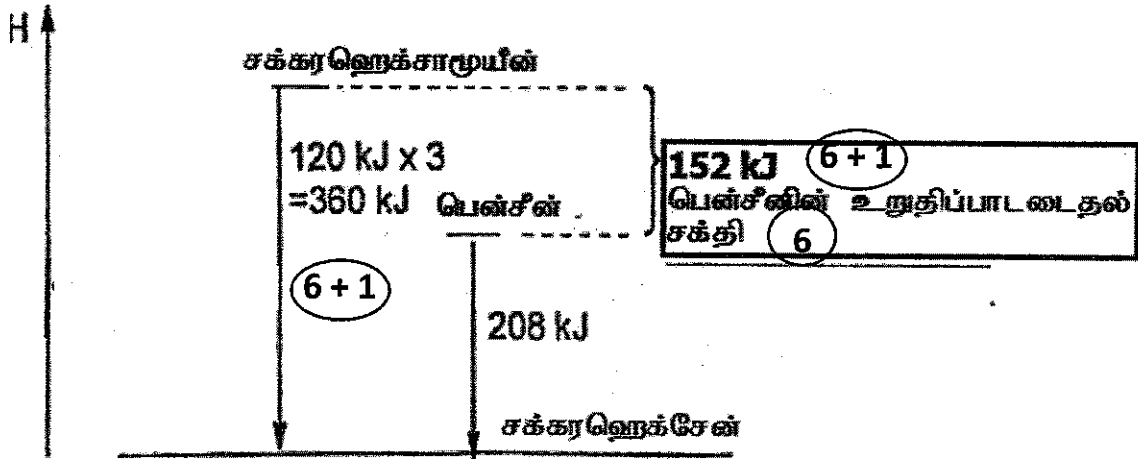 H
சக்கரஹெக்சாமூயீன்
120 kJ x 3
=360 kJ
பென்சீன்
6 + 1
208 kJ
152 kJ 6 + 1
பென்சீனின் உறுதிப்பாடடைதல்
சக்தி 6
சக்கரஹெக்சேன்